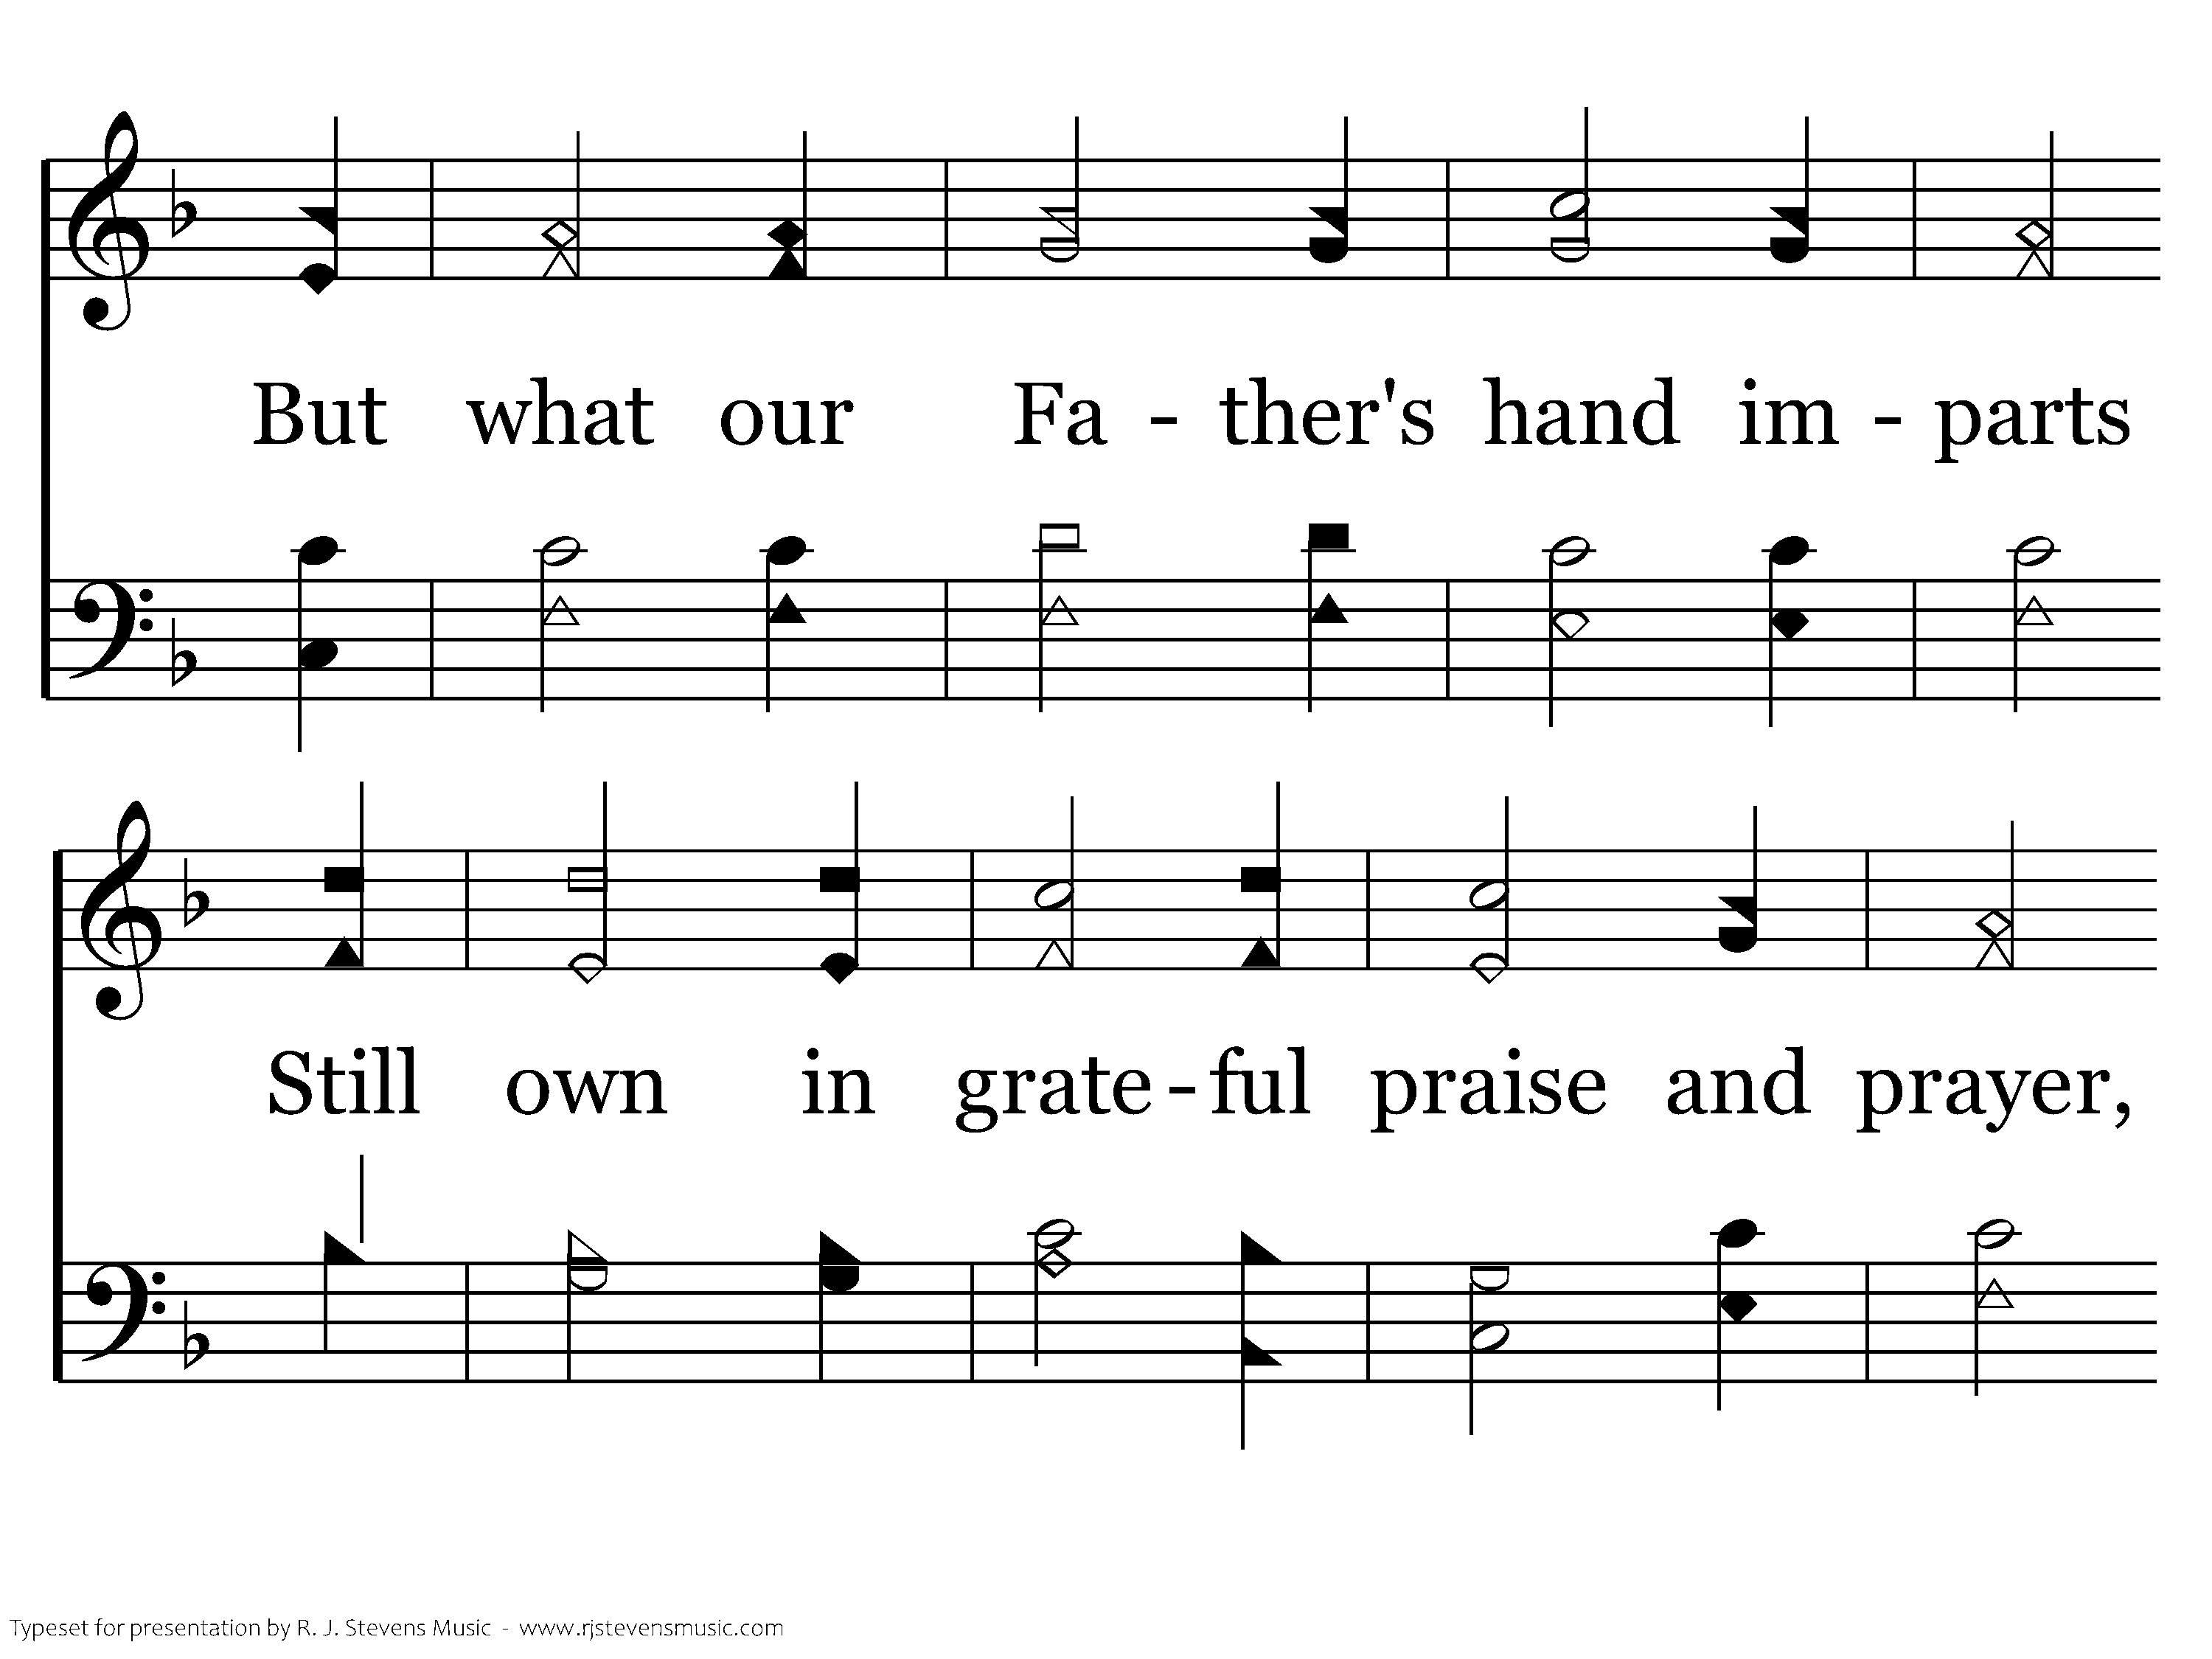 But what our Fa - ther's hand im - parts
Still own in grate - ful praise and prayer,
Typeset for presentation by R. J. Stevens Music - www.rjstevensmusic.com